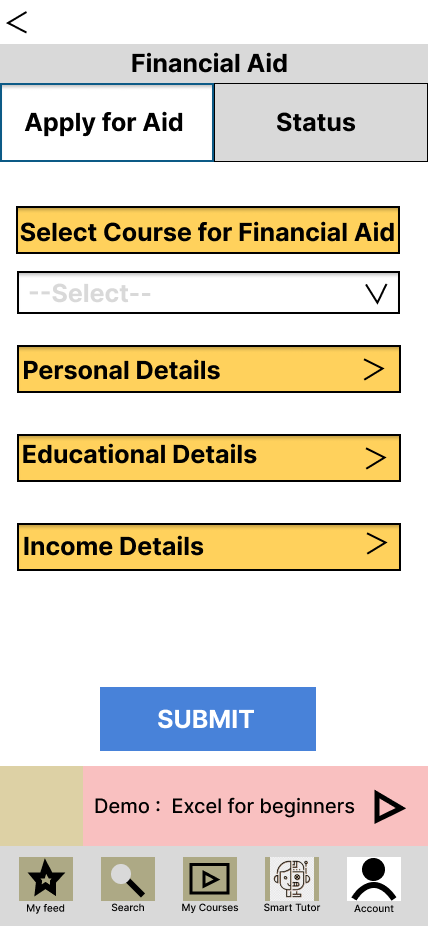 Financial Aid
Apply for Aid
Status
Select Course for Financial Aid
--Select--
Personal Details
Educational Details
Income Details
SUBMIT
Demo : Excel for beginners
My feed
Search
My Courses
Smart Tutor
Account